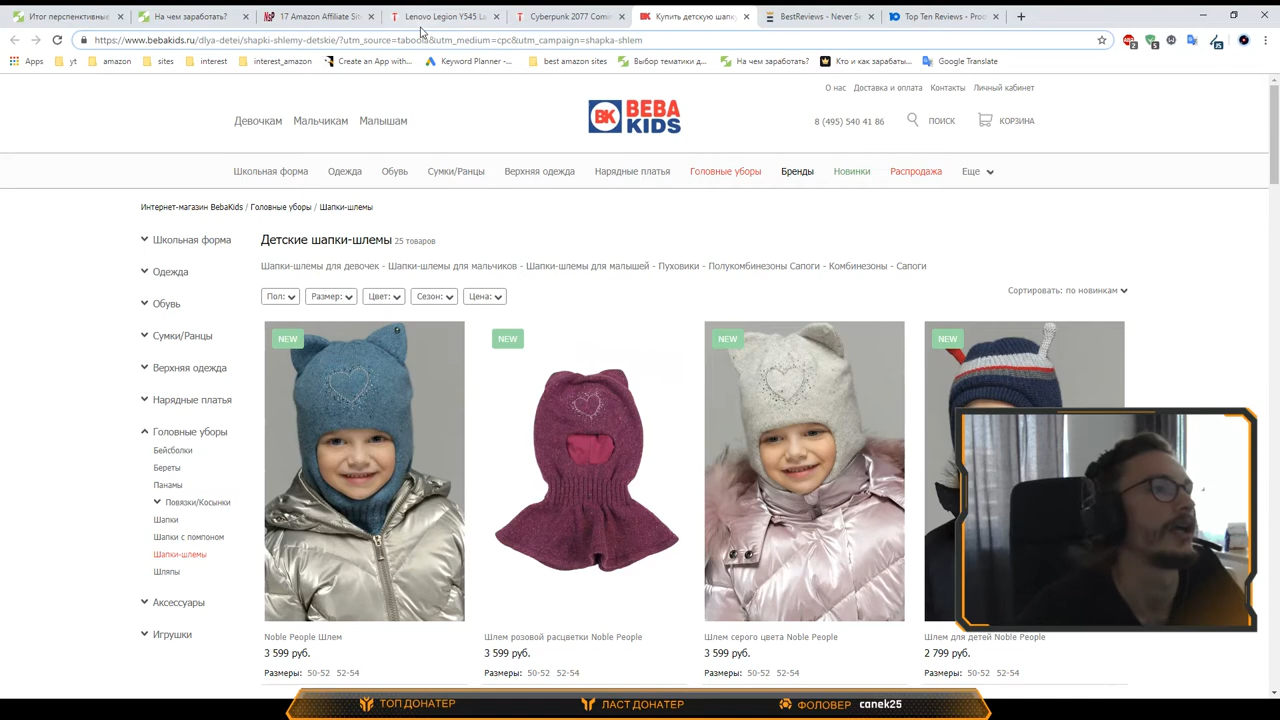 Итог перспективные
На чем заработать?
17 Amazon Affiliate Sit
Lenovo Legion Y545 La
Cyberpunk 2077 Comin
Купить детскую шапк
BestReviews - Never S
Top Ten Reviews - Proc
https://www.bebakids.ru/dlya-detei/shapki-shlemy-detskie/?utm_source=taboola&utm_medium=cpc&utm_campaign=shapka-shlem
Apps yt amazon sites interest interest_amazon Create an App with... Keyword Planner -... best amazon sites Выбор тематики д... На чем заработать? Кто и как зарабаты... Google Translate
О нас Доставка и оплата Контакты Личный кабинет
Девочкам Мальчикам Малышам
BK BEBA KIDS
8 (495) 540 41 86 ПОИСК КОРЗИНА
Школьная форма Одежда Обувь Сумки/Ранцы Верхняя одежда Нарядные платья Головные уборы Бренды Новинки Распродажа Еще
Интернет-магазин BebaKids / Головные уборы / Шапки-шлемы
Детские шапки-шлемы 25 товаров
Шапки-шлемы для девочек - Шапки-шлемы для мальчиков - Шапки-шлемы для малышей - Пуховики - Полукомбинезоны Сапоги - Комбинезоны - Сапоги
Пол: Размер: Цвет: Сезон: Цена:
Сортировать: по новинкам
Школьная форма
Одежда
Обувь
Сумки/Ранцы
Верхняя одежда
Нарядные платья
Головные уборы
Бейсболки
Береты
Панамы
Повязки/Косынки
Шапки
Шапки с помпоном
Шапки-шлемы
Шляпы
Аксессуары
Игрушки
NEW NEW NEW NEW
Noble People Шлем
3 599 руб.
Размеры: 50-52 52-54
Шлем розовой расцветки Noble People
3 599 руб.
Размеры: 50-52 52-54
Шлем серого цвета Noble People
3 599 руб.
Размеры: 50-52 52-54
Шлем для детей Noble People
2 799 руб.
Размеры: 50-52 52-54
ТОП ДОНАТЕР ЛАСТ ДОНАТЕР ФОЛОВЕР canek25